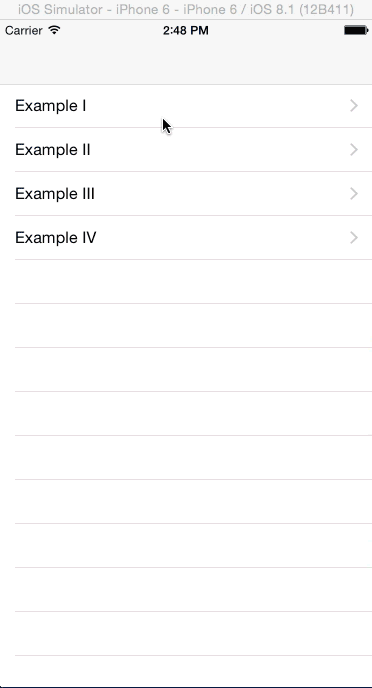 iOS Simulator - iPhone 6 - iPhone 6 / iOS 8.1 (12B411)
Carrier 2:48 PM
Example I
Example II
Example III
Example IV